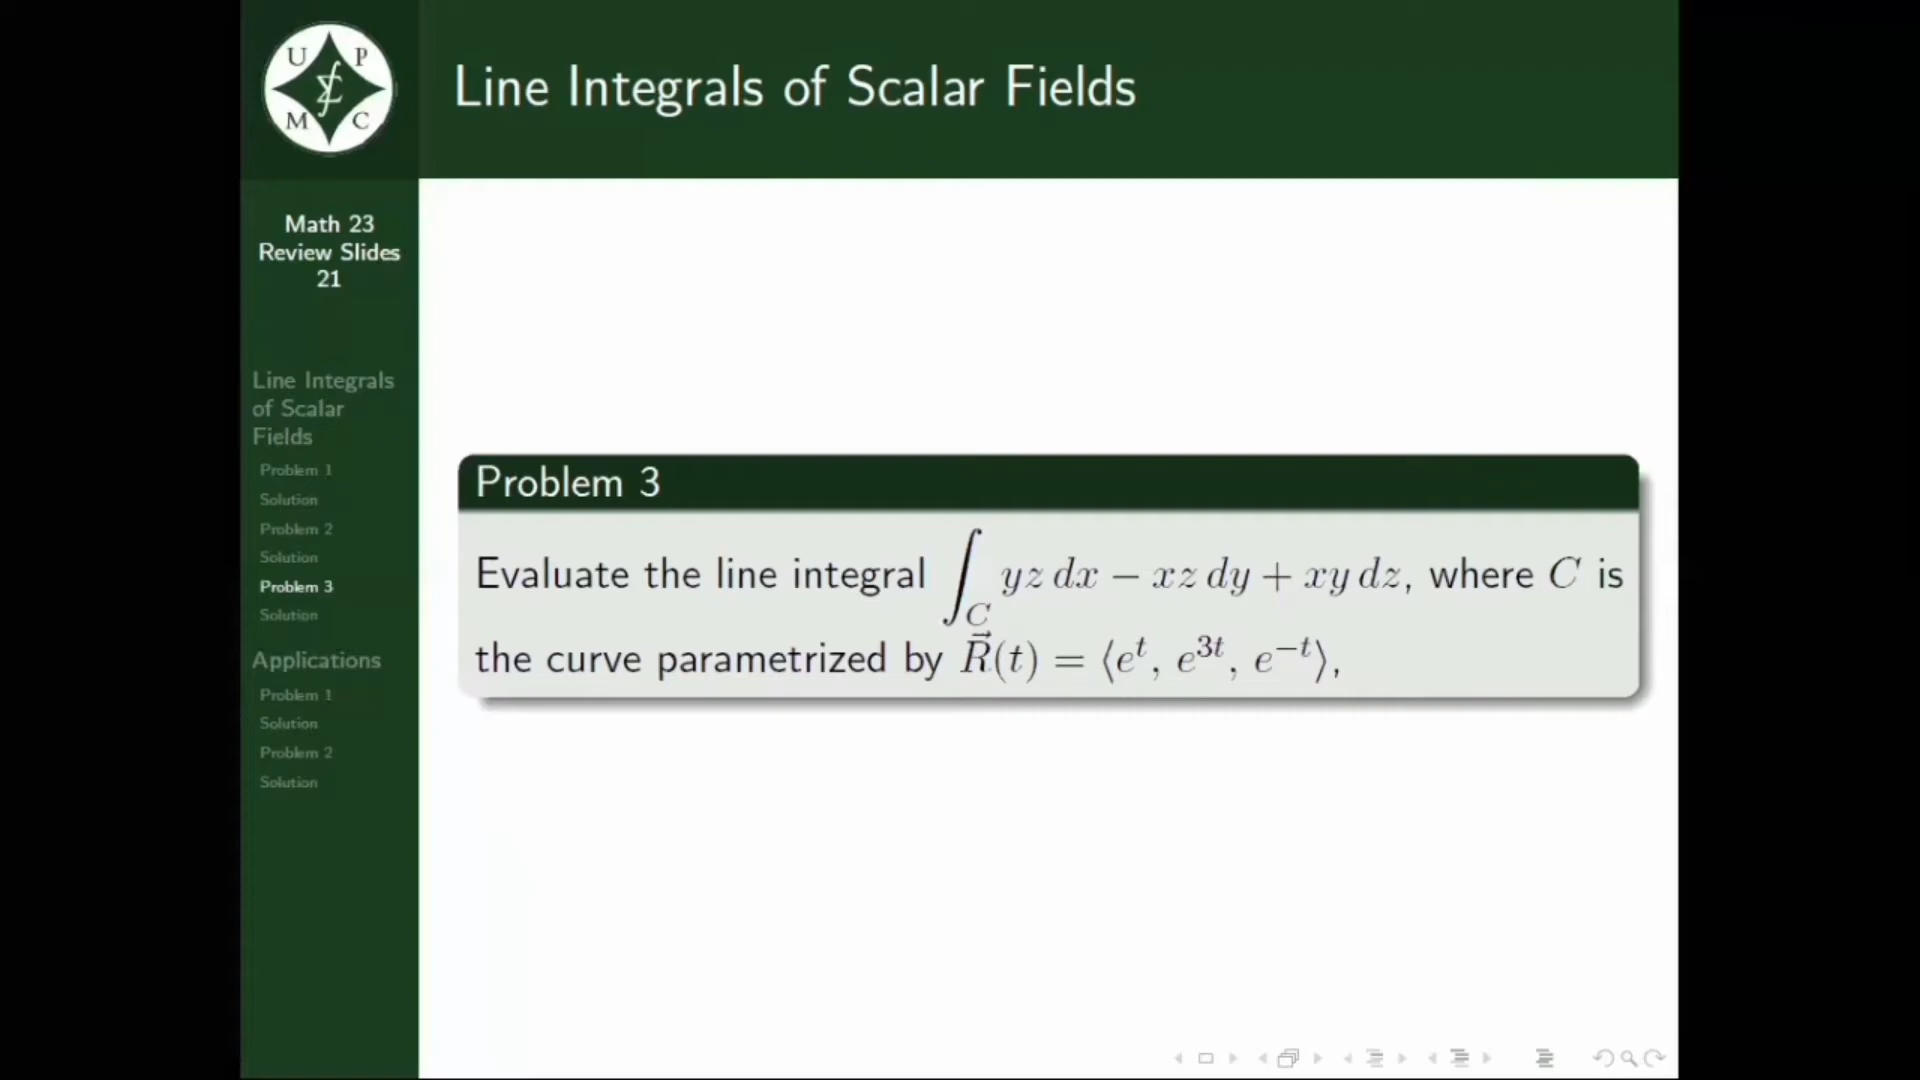 U P
M C
Line Integrals of Scalar Fields
Math 23
Review Slides
21
Line Integrals
of Scalar
Fields
Problem 1
Solution
Problem 2
Solution
Problem 3
Solution
Applications
Problem 1
Solution
Problem 2
Solution
Problem 3
Evaluate the line integral ∫_C yz dx − xz dy + xy dz, where C is
the curve parametrized by R⃗(t) = ⟨e^t, e^{3t}, e^{−t}⟩,